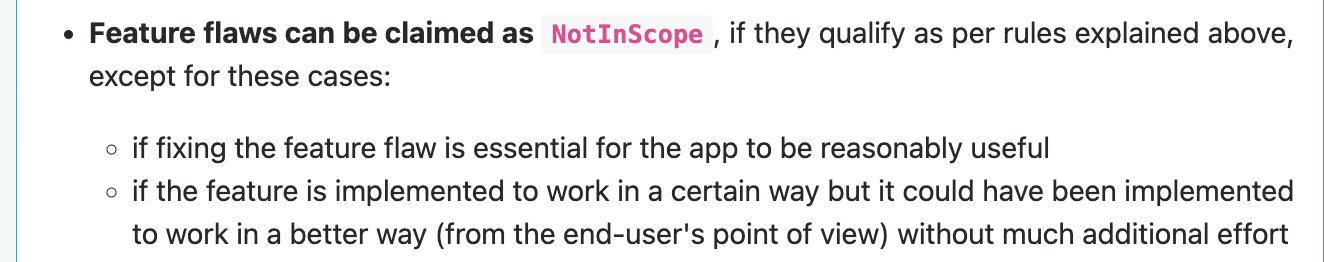 • Feature flaws can be claimed as NotInScope , if they qualify as per rules explained above,
except for these cases:
◦ if fixing the feature flaw is essential for the app to be reasonably useful
◦ if the feature is implemented to work in a certain way but it could have been implemented
to work in a better way (from the end-user's point of view) without much additional effort